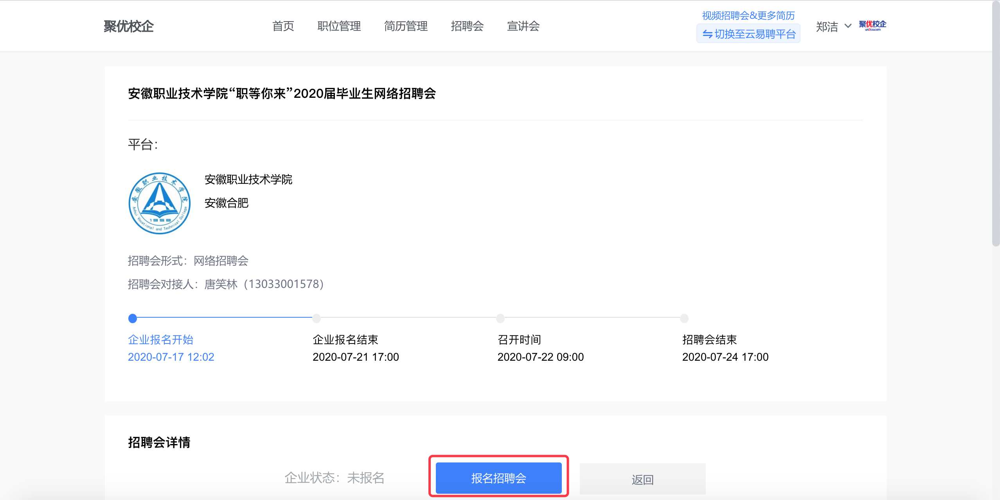 聚优校企
首页
职位管理
简历管理
招聘会
宣讲会
视频招聘会&更多简历
切换至云易聘平台
郑洁
聚优校企
un2co.com
安徽职业技术学院“职等你来”2020届毕业生网络招聘会
平台：
安徽职业技术学院
Anhui Vocational and Technical College
1958
安徽职业技术学院
安徽合肥
招聘会形式：网络招聘会
招聘会对接人：唐笑林（13033001578）
企业报名开始
2020-07-17 12:02
企业报名结束
2020-07-21 17:00
召开时间
2020-07-22 09:00
招聘会结束
2020-07-24 17:00
招聘会详情
企业状态：未报名
报名招聘会
返回